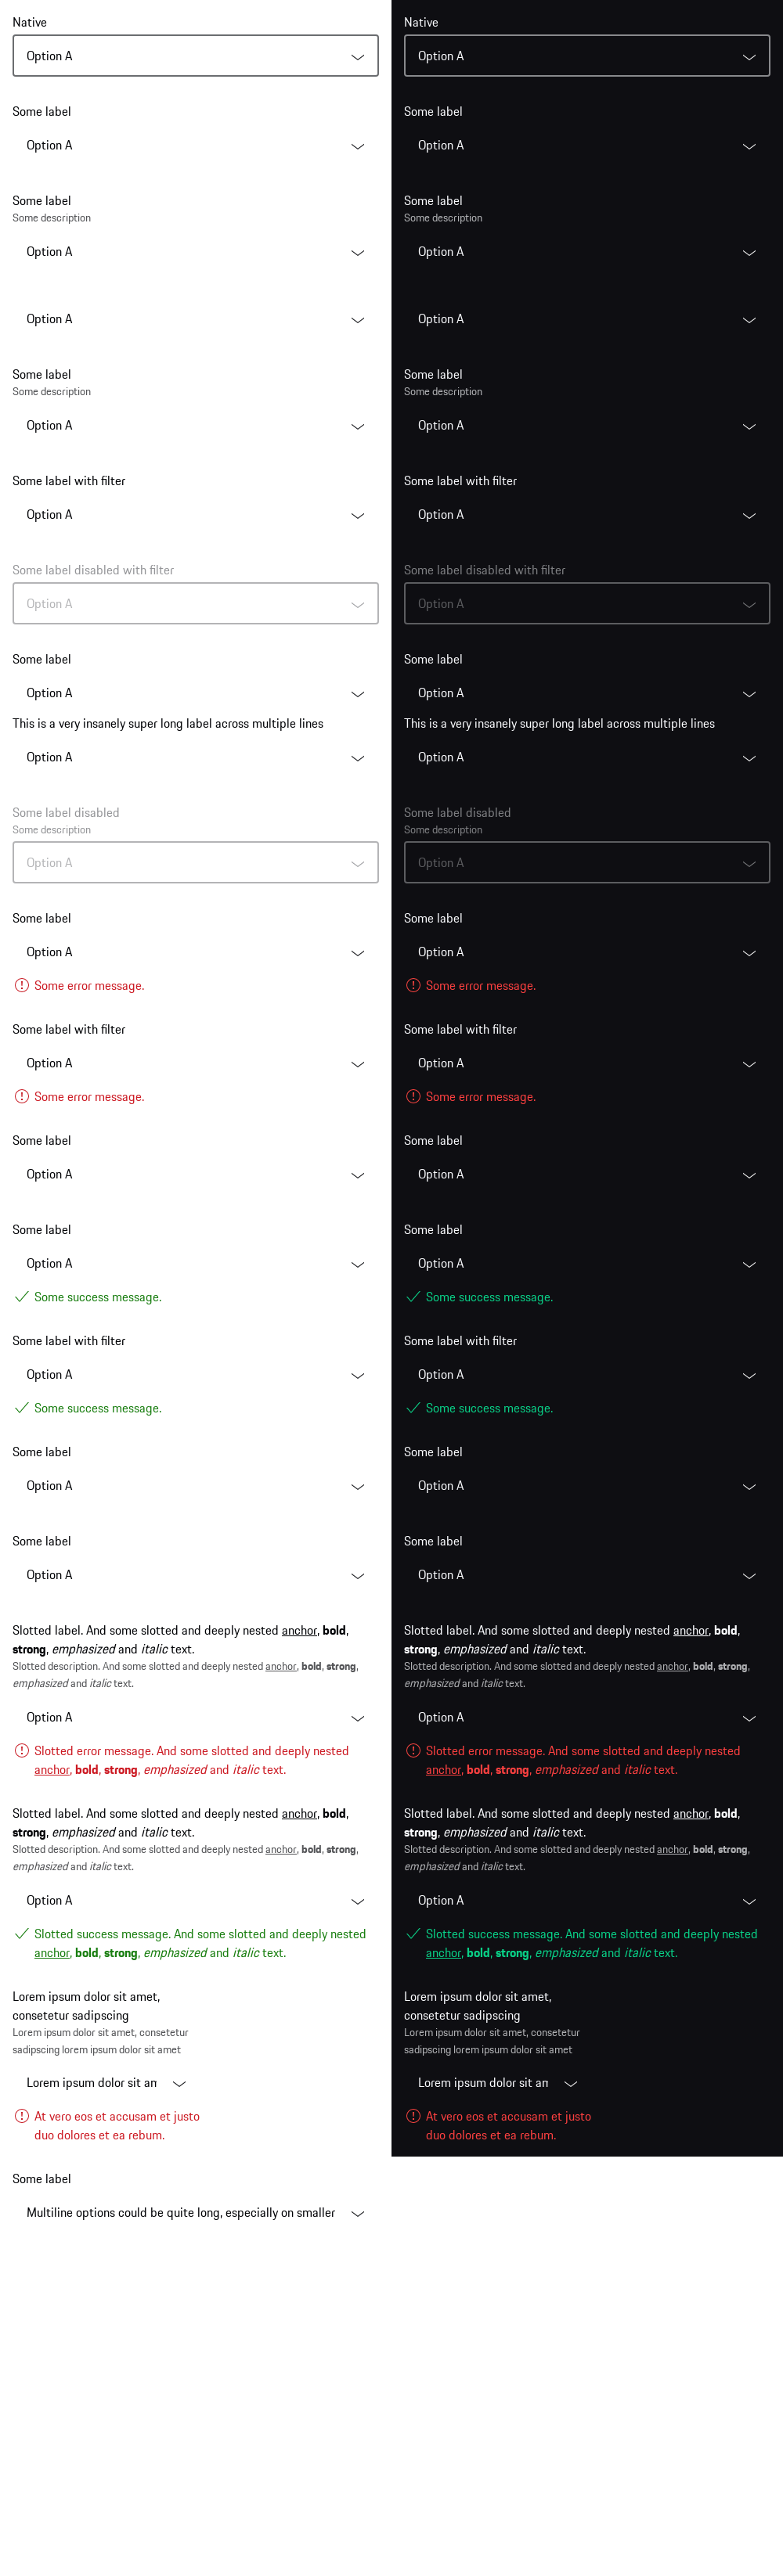 Native
Option A
Some label
Option A
Some label
Some description
Option A
Option A
Some label
Some description
Option A
Some label with filter
Option A
Some label disabled with filter
Option A
Some label
Option A
This is a very insanely super long label across multiple lines
Option A
Some label disabled
Some description
Option A
Some label
Option A
Some error message.
Some label with filter
Option A
Some error message.
Some label
Option A
Some label
Option A
Some success message.
Some label with filter
Option A
Some success message.
Some label
Option A
Some label
Option A
Slotted label. And some slotted and deeply nested anchor, bold,
strong, emphasized and italic text.
Slotted description. And some slotted and deeply nested anchor, bold, strong,
emphasized and italic text.
Option A
Slotted error message. And some slotted and deeply nested
anchor, bold, strong, emphasized and italic text.
Slotted label. And some slotted and deeply nested anchor, bold,
strong, emphasized and italic text.
Slotted description. And some slotted and deeply nested anchor, bold, strong,
emphasized and italic text.
Option A
Slotted success message. And some slotted and deeply nested
anchor, bold, strong, emphasized and italic text.
Lorem ipsum dolor sit amet,
consetetur sadipscing
Lorem ipsum dolor sit amet, consetetur
sadipscing lorem ipsum dolor sit amet
Lorem ipsum dolor sit am
At vero eos et accusam et justo
duo dolores et ea rebum.
Some label
Multiline options could be quite long, especially on smaller
Native
Option A
Some label
Option A
Some label
Some description
Option A
Option A
Some label
Some description
Option A
Some label with filter
Option A
Some label disabled with filter
Option A
Some label
Option A
This is a very insanely super long label across multiple lines
Option A
Some label disabled
Some description
Option A
Some label
Option A
Some error message.
Some label with filter
Option A
Some error message.
Some label
Option A
Some label
Option A
Some success message.
Some label with filter
Option A
Some success message.
Some label
Option A
Some label
Option A
Slotted label. And some slotted and deeply nested anchor, bold,
strong, emphasized and italic text.
Slotted description. And some slotted and deeply nested anchor, bold, strong,
emphasized and italic text.
Option A
Slotted error message. And some slotted and deeply nested
anchor, bold, strong, emphasized and italic text.
Slotted label. And some slotted and deeply nested anchor, bold,
strong, emphasized and italic text.
Slotted description. And some slotted and deeply nested anchor, bold, strong,
emphasized and italic text.
Option A
Slotted success message. And some slotted and deeply nested
anchor, bold, strong, emphasized and italic text.
Lorem ipsum dolor sit amet,
consetetur sadipscing
Lorem ipsum dolor sit amet, consetetur
sadipscing lorem ipsum dolor sit amet
Lorem ipsum dolor sit am
At vero eos et accusam et justo
duo dolores et ea rebum.